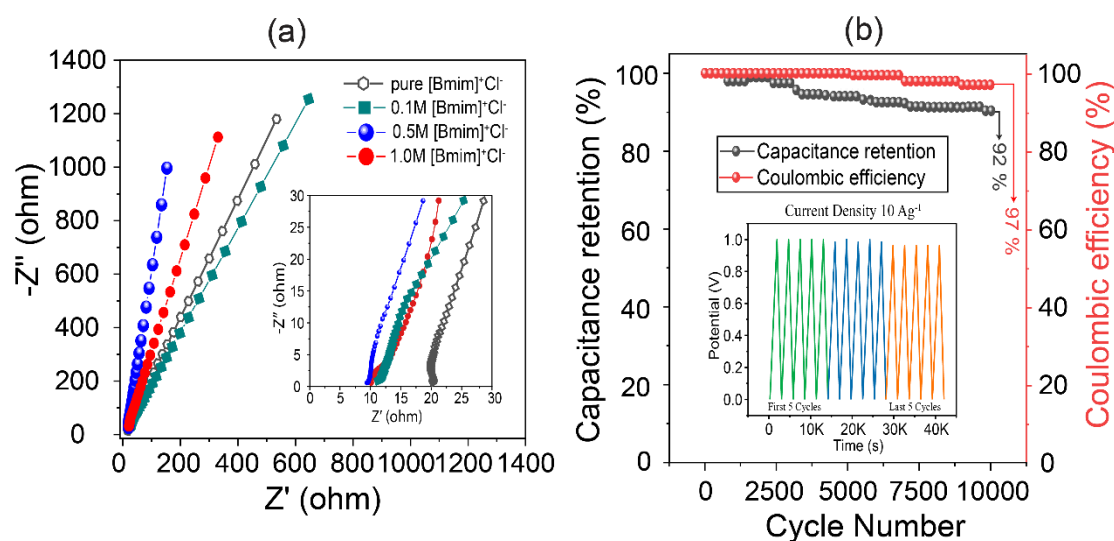 (a)
1400
1200
1000
800
600
400
200
0
-Z'' (ohm)
0 200 400 600 800 1000 1200 1400
Z' (ohm)
pure [Bmim]⁺Cl⁻
0.1M [Bmim]⁺Cl⁻
0.5M [Bmim]⁺Cl⁻
1.0M [Bmim]⁺Cl⁻
30
25
20
15
10
5
0
-Z'' (ohm)
5 10 15 20 25 30
Z' (ohm)
(b)
100
80
60
40
20
0
Capacitance retention (%)
100
80
60
40
20
0
Coulombic efficiency (%)
0 2500 5000 7500 10000
Cycle Number
Capacitance retention
Coulombic efficiency
92 %
97 %
Current Density 10 Ag⁻¹
1.0
0.8
0.6
0.4
0.2
0.0
Potential (V)
First 5 Cycles
Last 5 Cycles
0 10K 20K 30K 40K
Time (s)